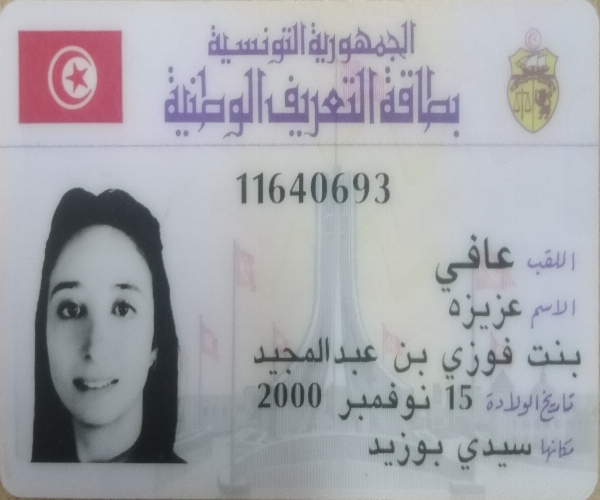 الجمهورية التونسية
بطاقة التعريف الوطنية
11640693
اللقب عافي
الاسم عزيزه
بنت فوزي بن عبدالمجيد
تاريخ الولادة 15 نوفمبر 2000
مكانها سيدي بوزيد